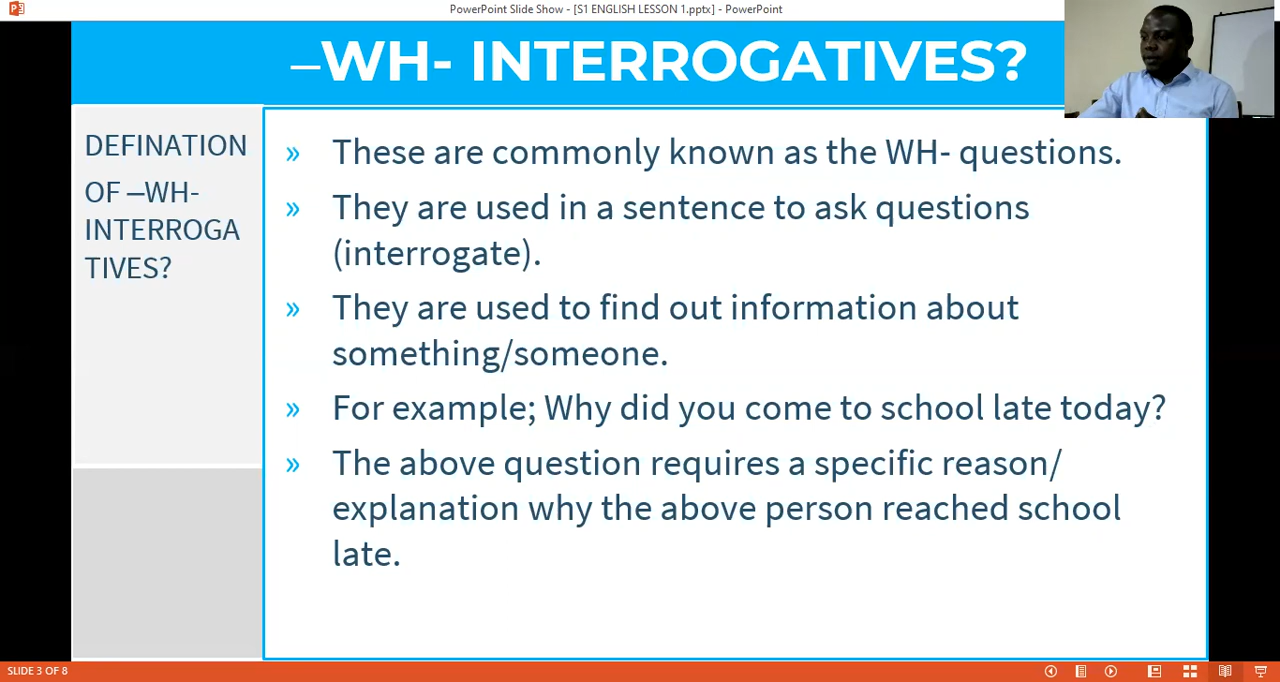 PowerPoint Slide Show - [S1 ENGLISH LESSON 1.pptx] - PowerPoint
–WH- INTERROGATIVES?
DEFINATION
OF –WH-
INTERROGA
TIVES?
» These are commonly known as the WH- questions.
» They are used in a sentence to ask questions
(interrogate).
» They are used to find out information about
something/someone.
» For example; Why did you come to school late today?
» The above question requires a specific reason/
explanation why the above person reached school
late.
SLIDE 3 OF 8